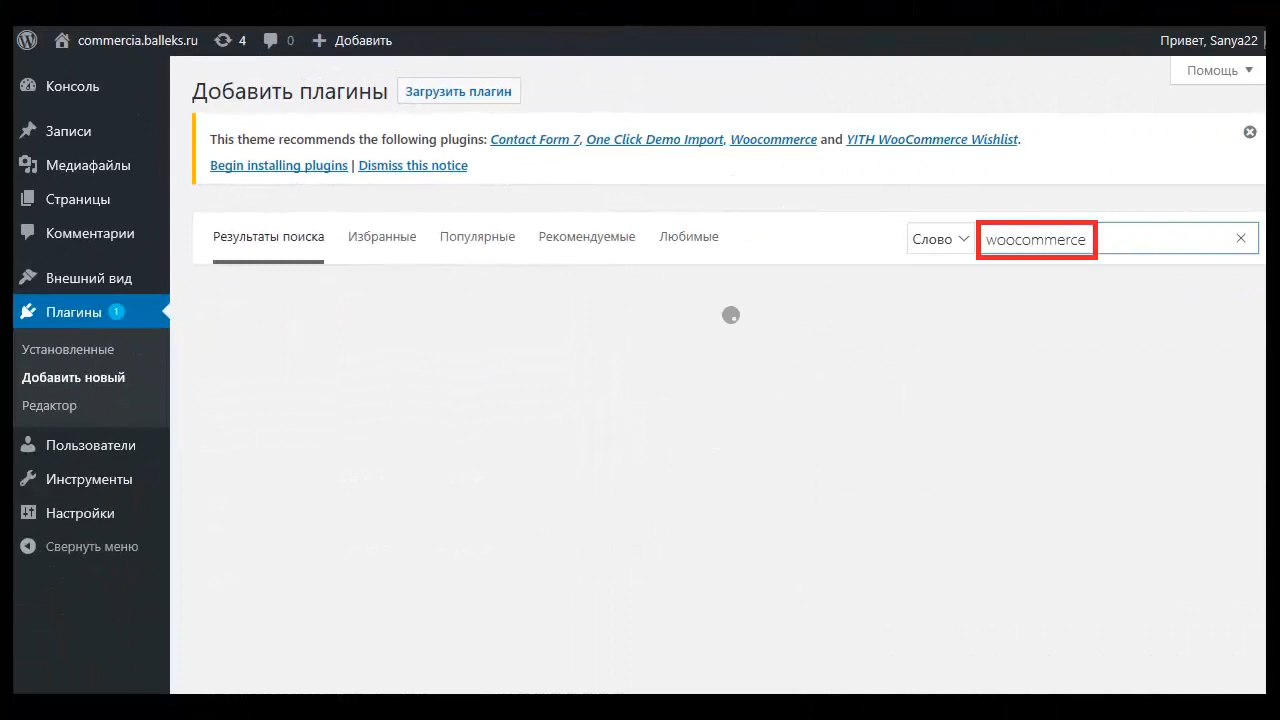 commercia.balleks.ru 4 0 Добавить Привет, Sanya22
Помощь
Консоль
Записи
Медиафайлы
Страницы
Комментарии
Внешний вид
Плагины 1
Установленные
Добавить новый
Редактор
Пользователи
Инструменты
Настройки
Свернуть меню
Добавить плагины Загрузить плагин
This theme recommends the following plugins: Contact Form 7, One Click Demo Import, Woocommerce and YITH WooCommerce Wishlist.
Begin installing plugins | Dismiss this notice
Результаты поиска Избранные Популярные Рекомендуемые Любимые Слово woocommerce